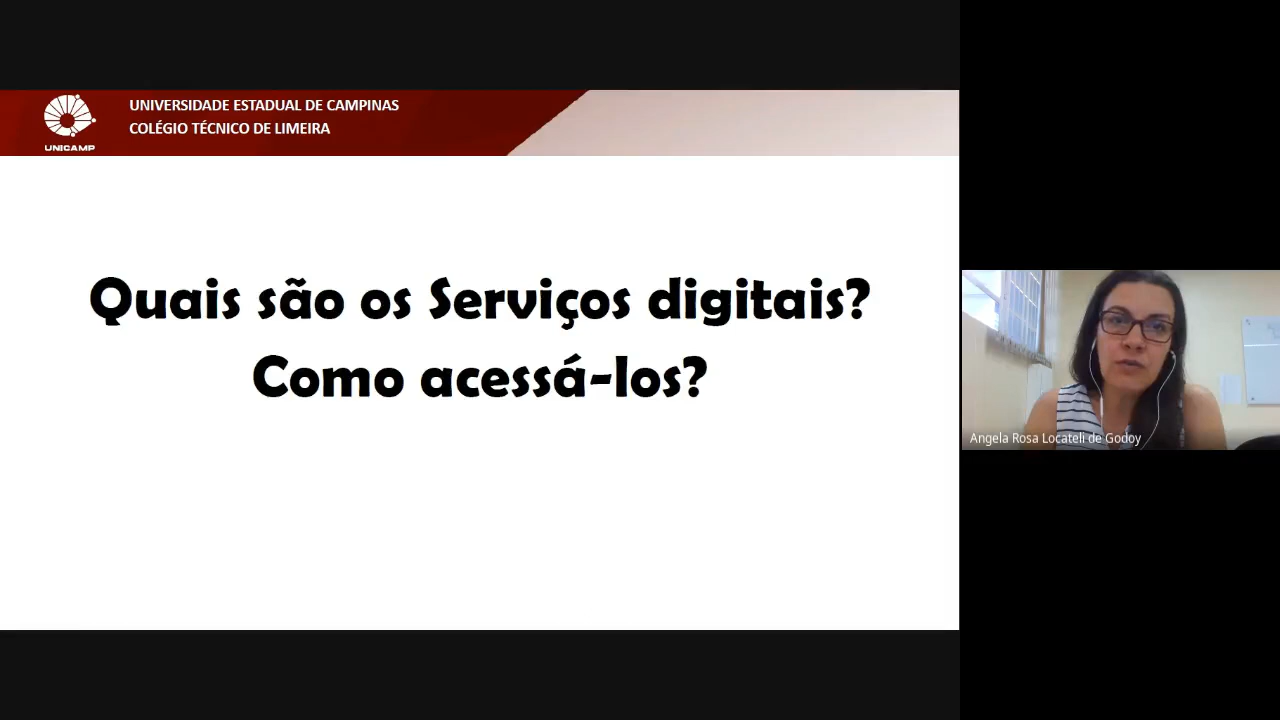 UNIVERSIDADE ESTADUAL DE CAMPINAS
COLÉGIO TÉCNICO DE LIMEIRA
UNICAMP
Quais são os Serviços digitais?
Como acessá-los?
Angela Rosa Locateli de Godoy